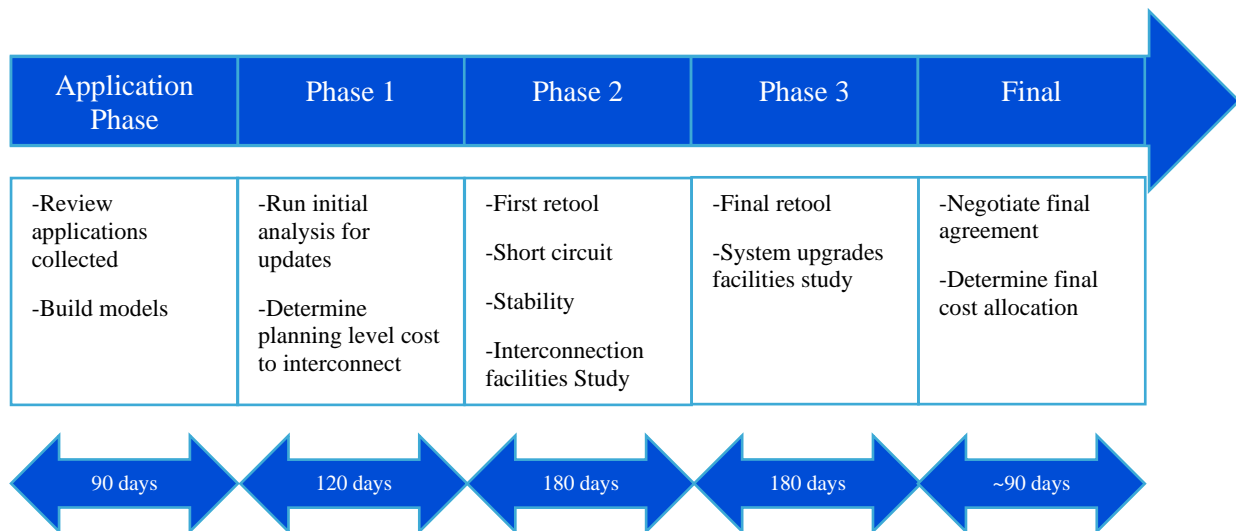 Application
Phase
Phase 1
Phase 2
Phase 3
Final
-Review
applications
collected
-Build models
-Run initial
analysis for
updates
-Determine
planning level cost
to interconnect
-First retool
-Short circuit
-Stability
-Interconnection
facilities Study
-Final retool
-System upgrades
facilities study
-Negotiate final
agreement
-Determine final
cost allocation
90 days
120 days
180 days
180 days
~90 days